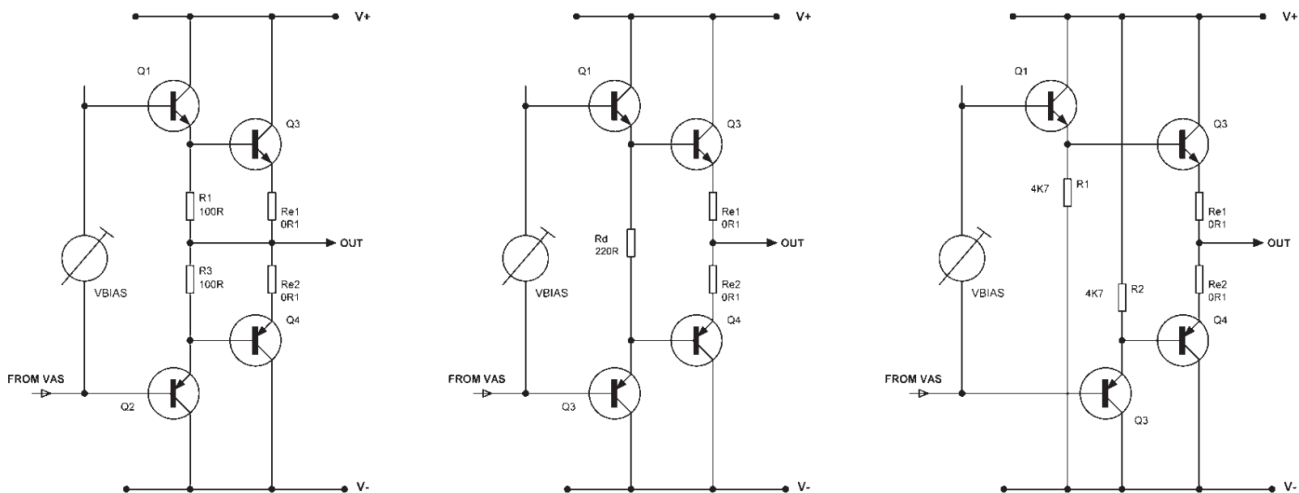 V+
Q1
Q3
R1
100R
Re1
0R1
OUT
R3
100R
Re2
0R1
VBIAS
Q4
FROM VAS
Q2
V-
V+
Q1
Q3
Re1
0R1
Rd
220R
OUT
Re2
0R1
VBIAS
Q4
FROM VAS
Q3
V-
V+
Q1
Q3
4K7
R1
Re1
0R1
OUT
Re2
0R1
VBIAS
4K7
R2
Q4
FROM VAS
Q3
V-